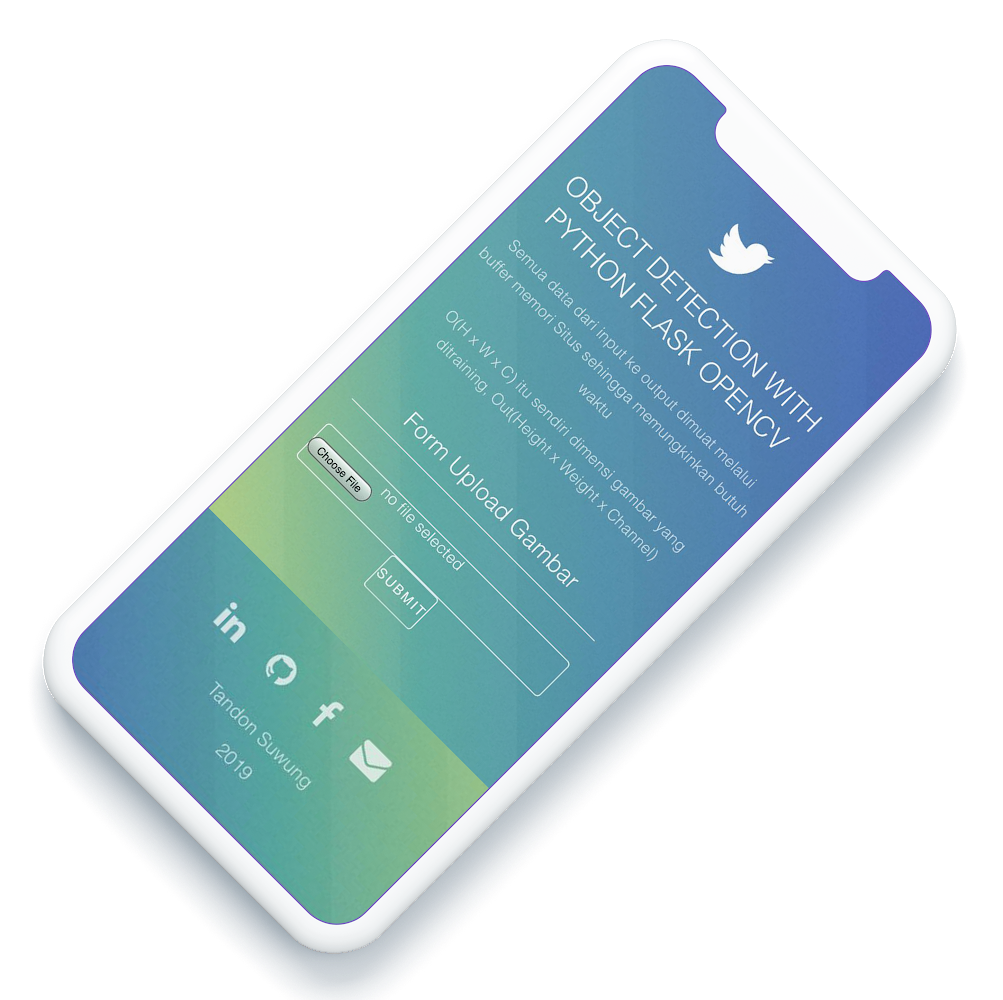 OBJECT DETECTION WITH
PYTHON FLASK OPENCV
Semua data dari input ke output dimuat melalui
buffer memori Situs sehingga memungkinkan butuh
waktu
O(H x W x C) itu sendiri dimensi gambar yang
ditraining, Out(Height x Weight x Channel)
Form Upload Gambar
Choose File no file selected
SUBMIT
in
Tandon Suwung
2019